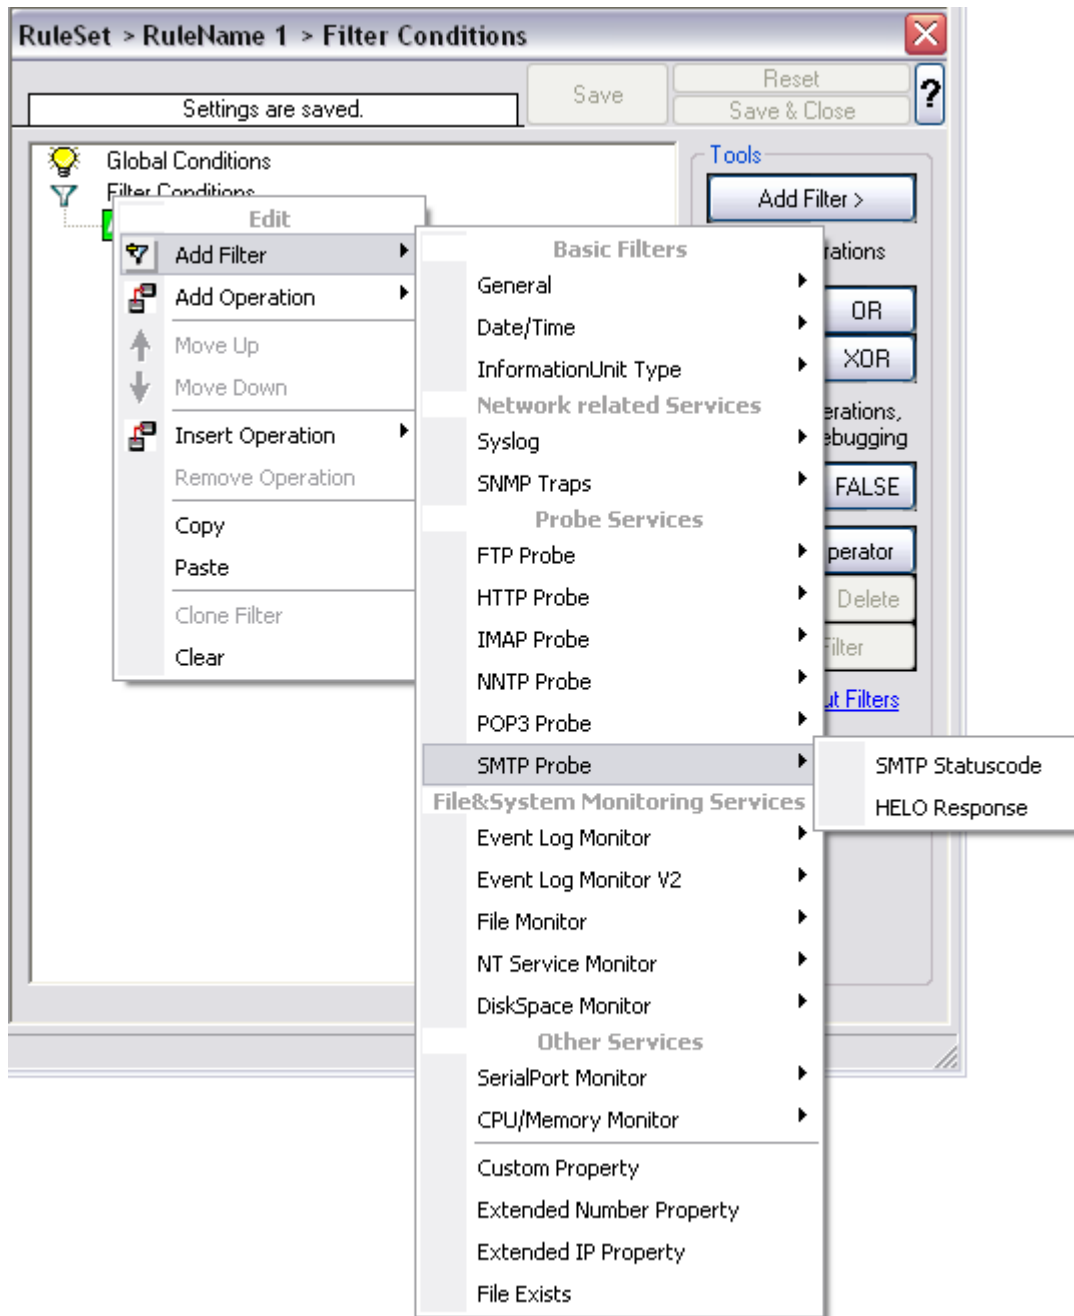 RuleSet > RuleName 1 > Filter Conditions
Settings are saved.
Save
Reset
Save & Close
?
Global Conditions
Filter Conditions
Tools
Add Filter >
OR
XOR
FALSE
Delete
Filter
Filters
Edit
Add Filter
Add Operation
Move Up
Move Down
Insert Operation
Remove Operation
Copy
Paste
Clone Filter
Clear
Basic Filters
General
Date/Time
InformationUnit Type
Network related Services
Syslog
SNMP Traps
Probe Services
FTP Probe
HTTP Probe
IMAP Probe
NNTP Probe
POP3 Probe
SMTP Probe
File&System Monitoring Services
Event Log Monitor
Event Log Monitor V2
File Monitor
NT Service Monitor
DiskSpace Monitor
Other Services
SerialPort Monitor
CPU/Memory Monitor
Custom Property
Extended Number Property
Extended IP Property
File Exists
SMTP Statuscode
HELO Response